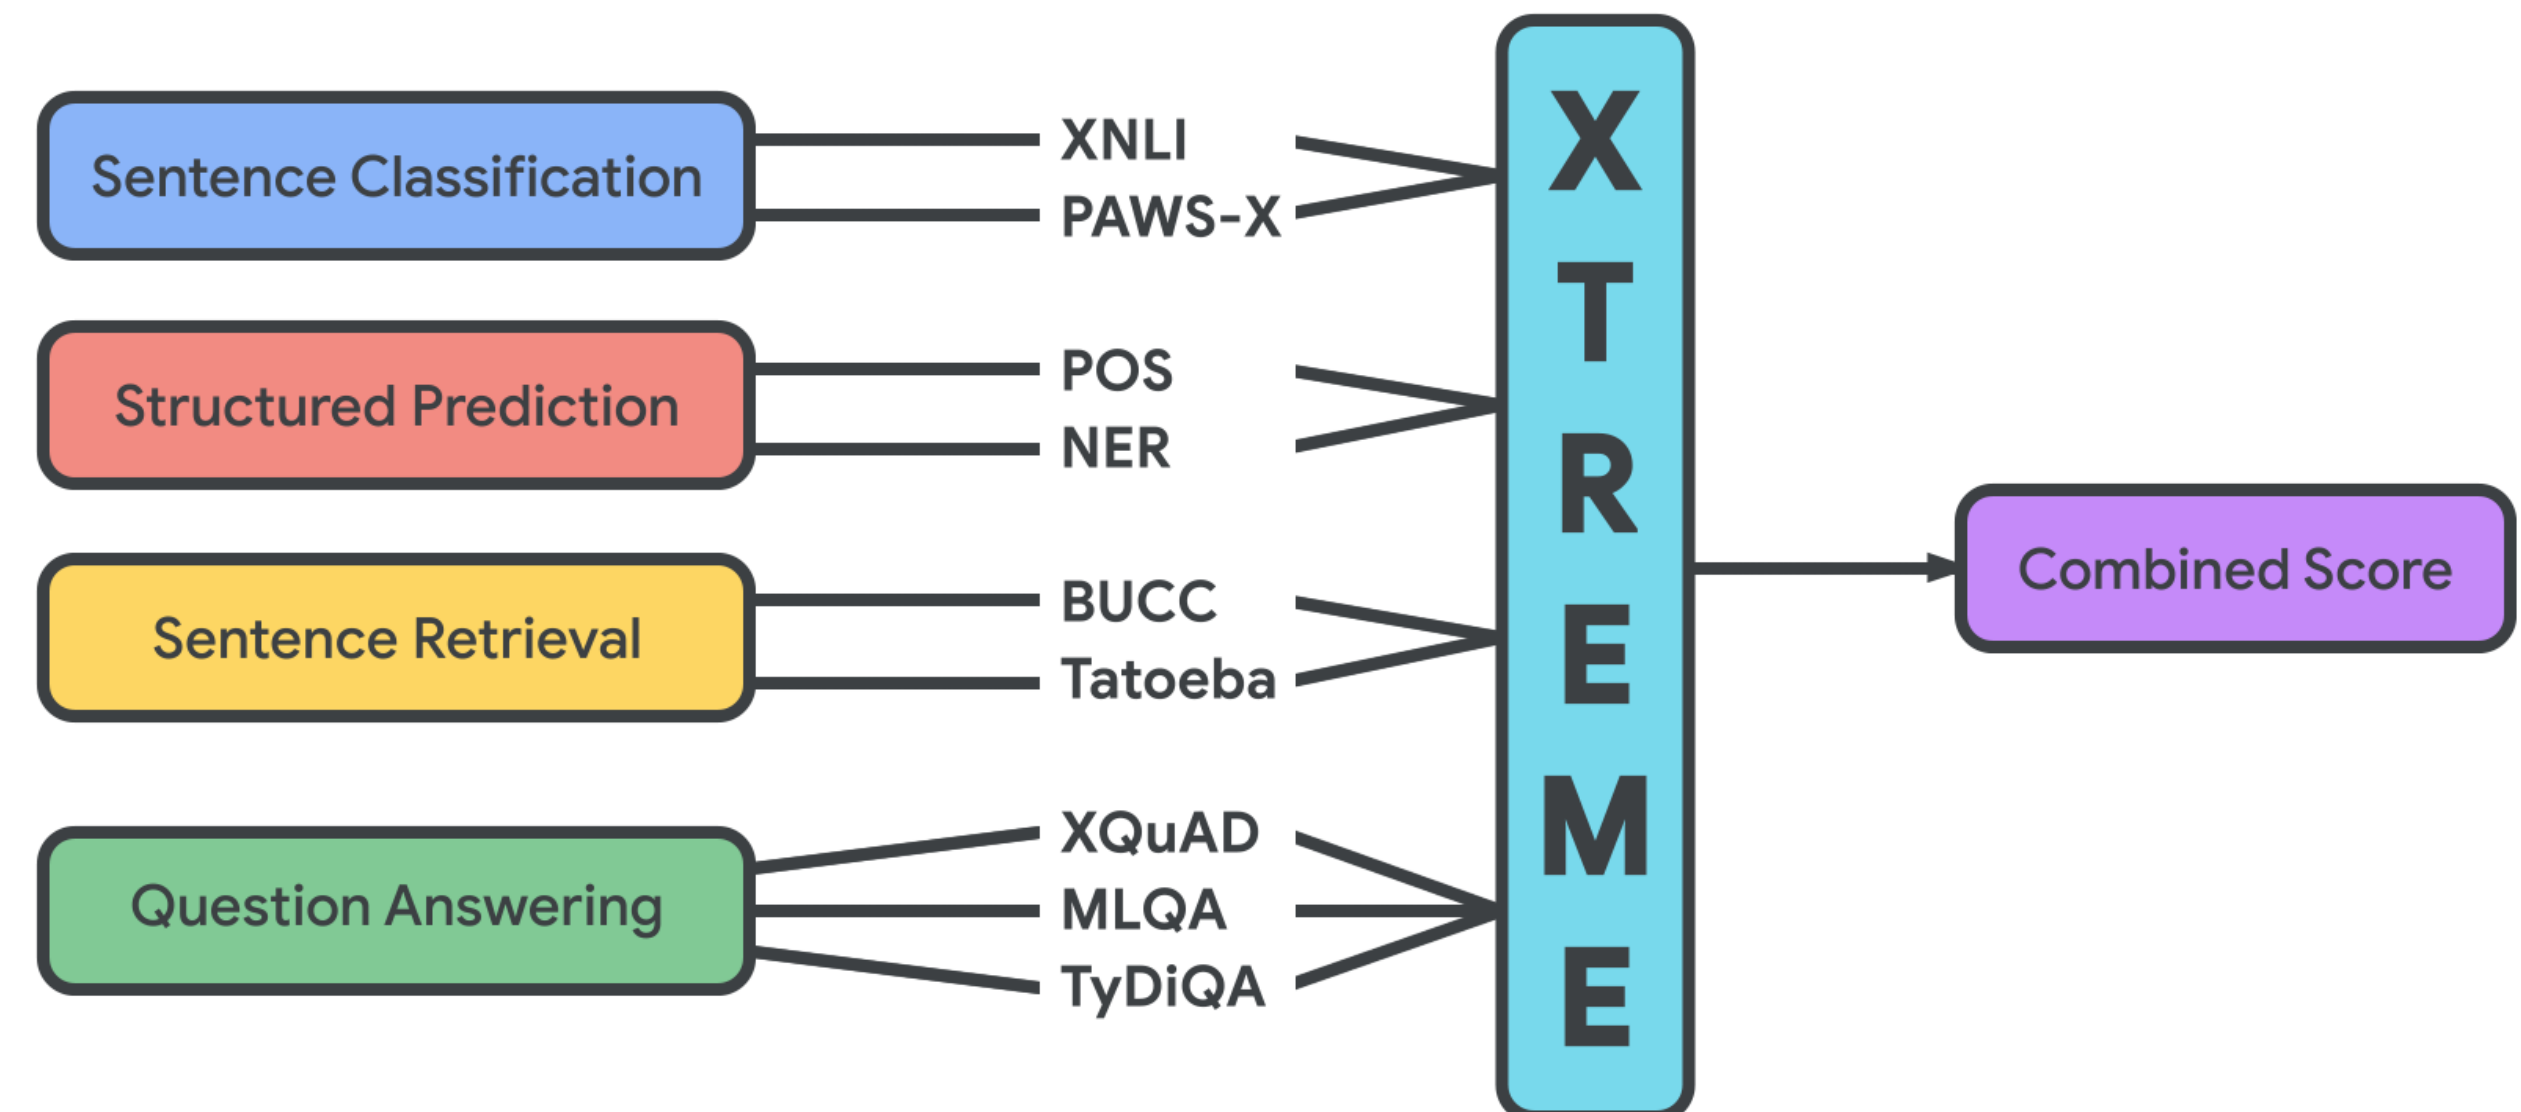 Sentence Classification
XNLI
PAWS-X
Structured Prediction
POS
NER
Sentence Retrieval
BUCC
Tatoeba
Question Answering
XQuAD
MLQA
TyDiQA
X
T
R
E
M
E
Combined Score